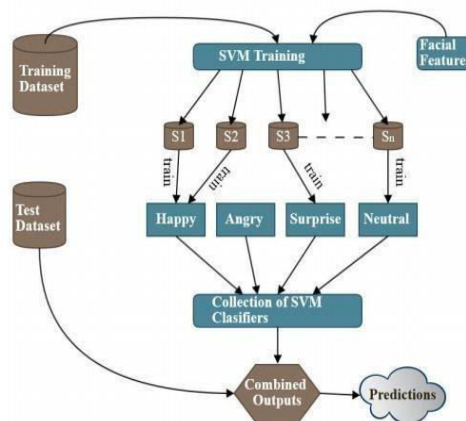 Training
Dataset
SVM Training
Facial
Feature
S1
S2
S3
Sn
train
train
train
train
Test
Dataset
Happy
Angry
Surprise
Neutral
Collection of SVM
Clasifiers
Combined
Outputs
Predictions